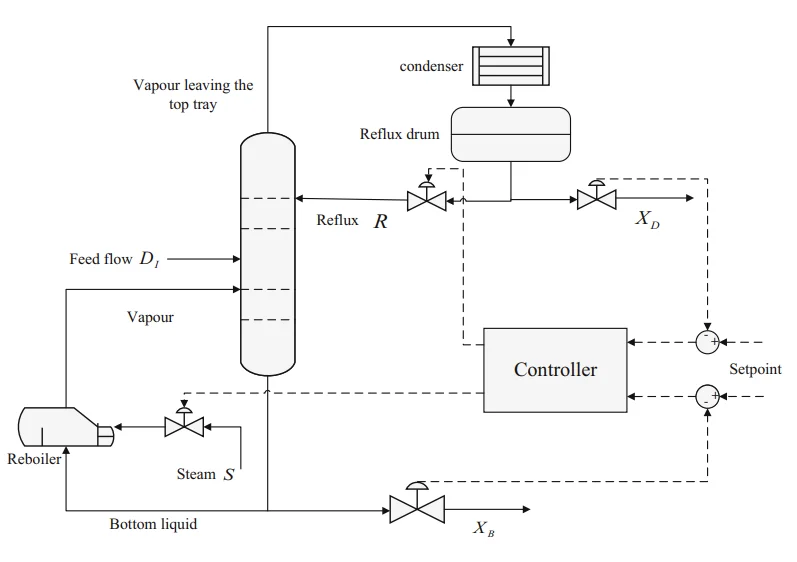 condenser
Vapour leaving the
top tray
Reflux drum
Reflux R
X_D
Feed flow D_I
Vapour
Controller
- +
Setpoint
- +
Reboiler
Steam S
Bottom liquid
X_B